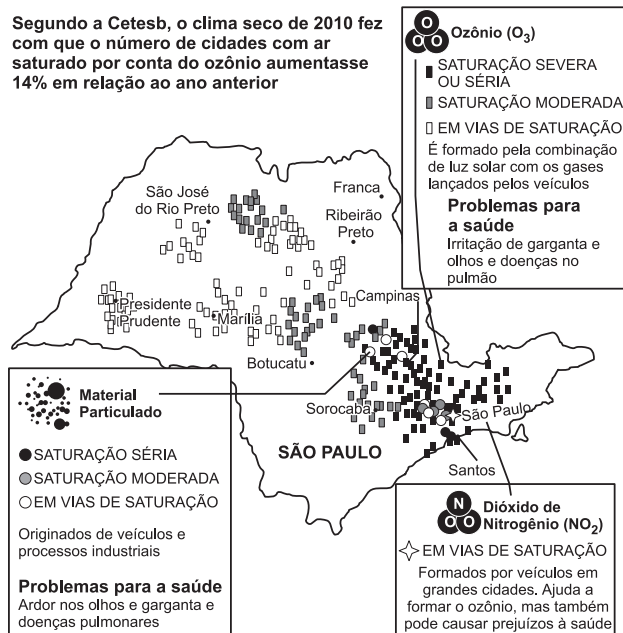 Segundo a Cetesb, o clima seco de 2010 fez
com que o número de cidades com ar
saturado por conta do ozônio aumentasse
14% em relação ao ano anterior
O
O O
Ozônio (O₃)
SATURAÇÃO SEVERA
OU SÉRIA
SATURAÇÃO MODERADA
EM VIAS DE SATURAÇÃO
É formado pela combinação
de luz solar com os gases
lançados pelos veículos
Problemas para
a saúde
Irritação de garganta e
olhos e doenças no
pulmão
São José
do Rio Preto
Franca
Ribeirão
Preto
Campinas
Presidente
Prudente
Marília
Botucatu
Sorocaba
São Paulo
SÃO PAULO
Santos
Material
Particulado
SATURAÇÃO SÉRIA
SATURAÇÃO MODERADA
EM VIAS DE SATURAÇÃO
Originados de veículos e
processos industriais
Problemas para a saúde
Ardor nos olhos e garganta e
doenças pulmonares
N
O O
Dióxido de
Nitrogênio (NO₂)
EM VIAS DE SATURAÇÃO
Formados por veículos em
grandes cidades. Ajuda a
formar o ozônio, mas também
pode causar prejuízos à saúde